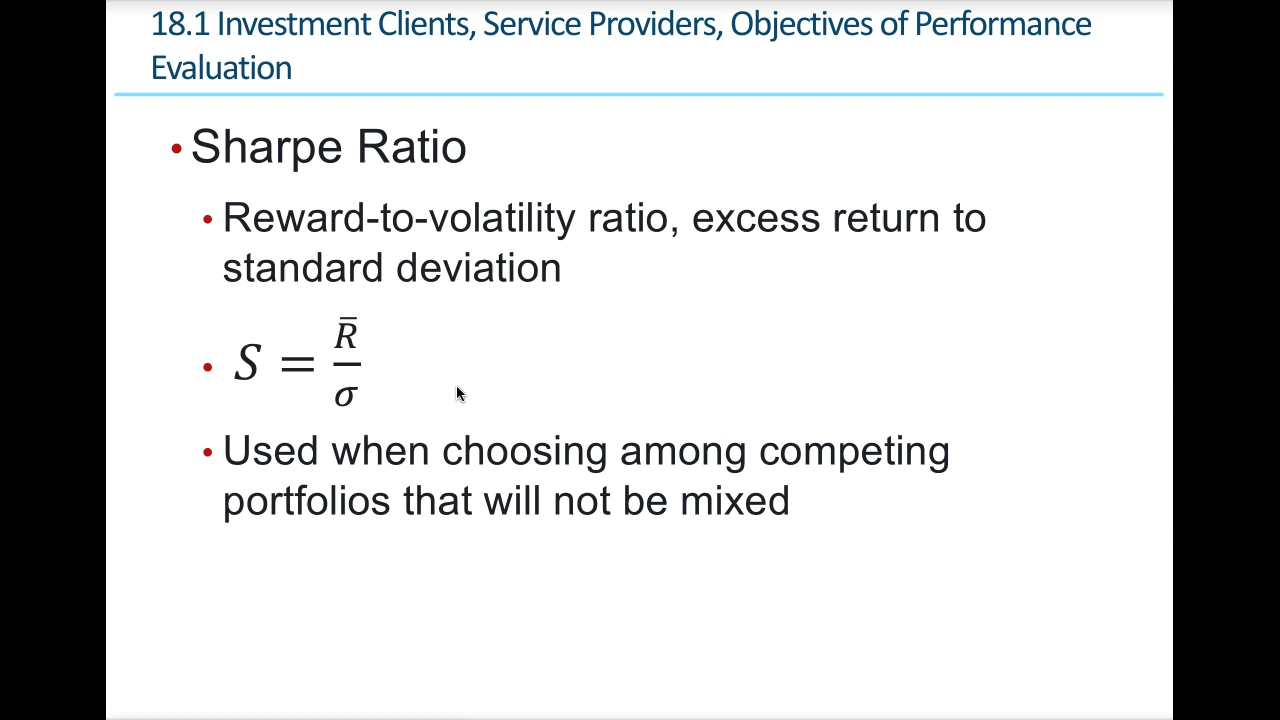 18.1 Investment Clients, Service Providers, Objectives of Performance
Evaluation
• Sharpe Ratio
• Reward-to-volatility ratio, excess return to
standard deviation
• S = R̄/σ
• Used when choosing among competing
portfolios that will not be mixed